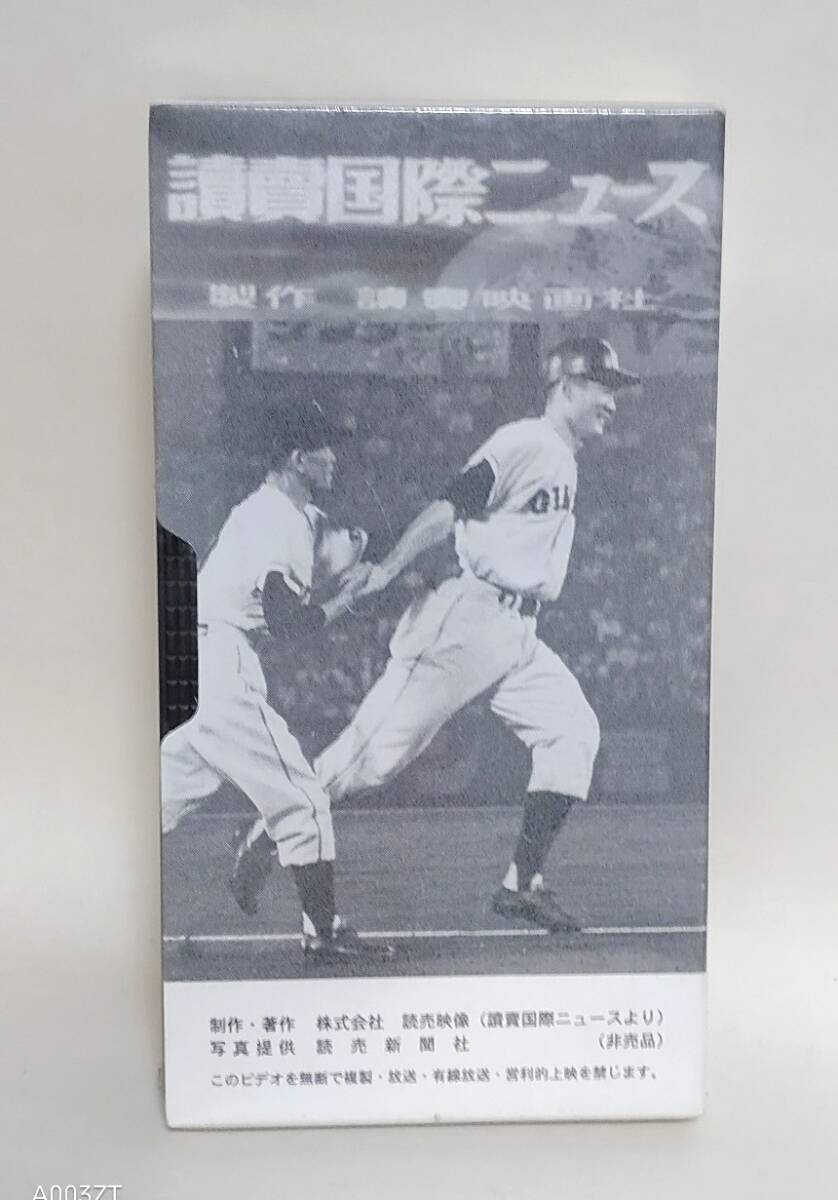 讀賣国際ニュース
製作 讀賣映画社
GIA
制作・著作 株式会社 読売映像(讀賣国際ニュースより)
写真提供 読売新聞社 (非売品)
このビデオを無断で複製・放送・有線放送・営利的上映を禁じます。
A003ZT